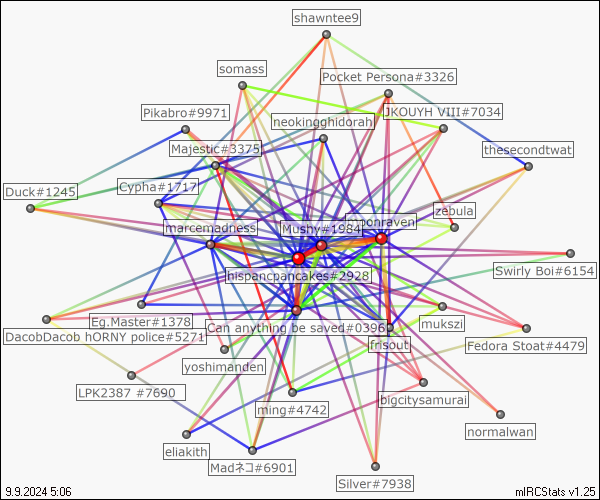 shawntee9
somass
Pocket Persona#3326
Pikabro#9971
JKOUYH VIII#7034
neokingghidorah
Majestic#3375
thesecondtwat
Duck#1245
Cypha#1717
zebula
marcemadness
Mushy#1984
hispancpancakes#2928
Swirly Boi#6154
Eg.Master#1378
Can anything be saved#0396
mukszi
DacobDacob hORNY police#5271
frisout
Fedora Stoat#4479
yoshimanden
LPK2387 #7690
bigcitysamurai
ming#4742
normalwan
eliakith
Madネコ#6901
Silver#7938
9.9.2024 5:06
mIRCStats v1.25